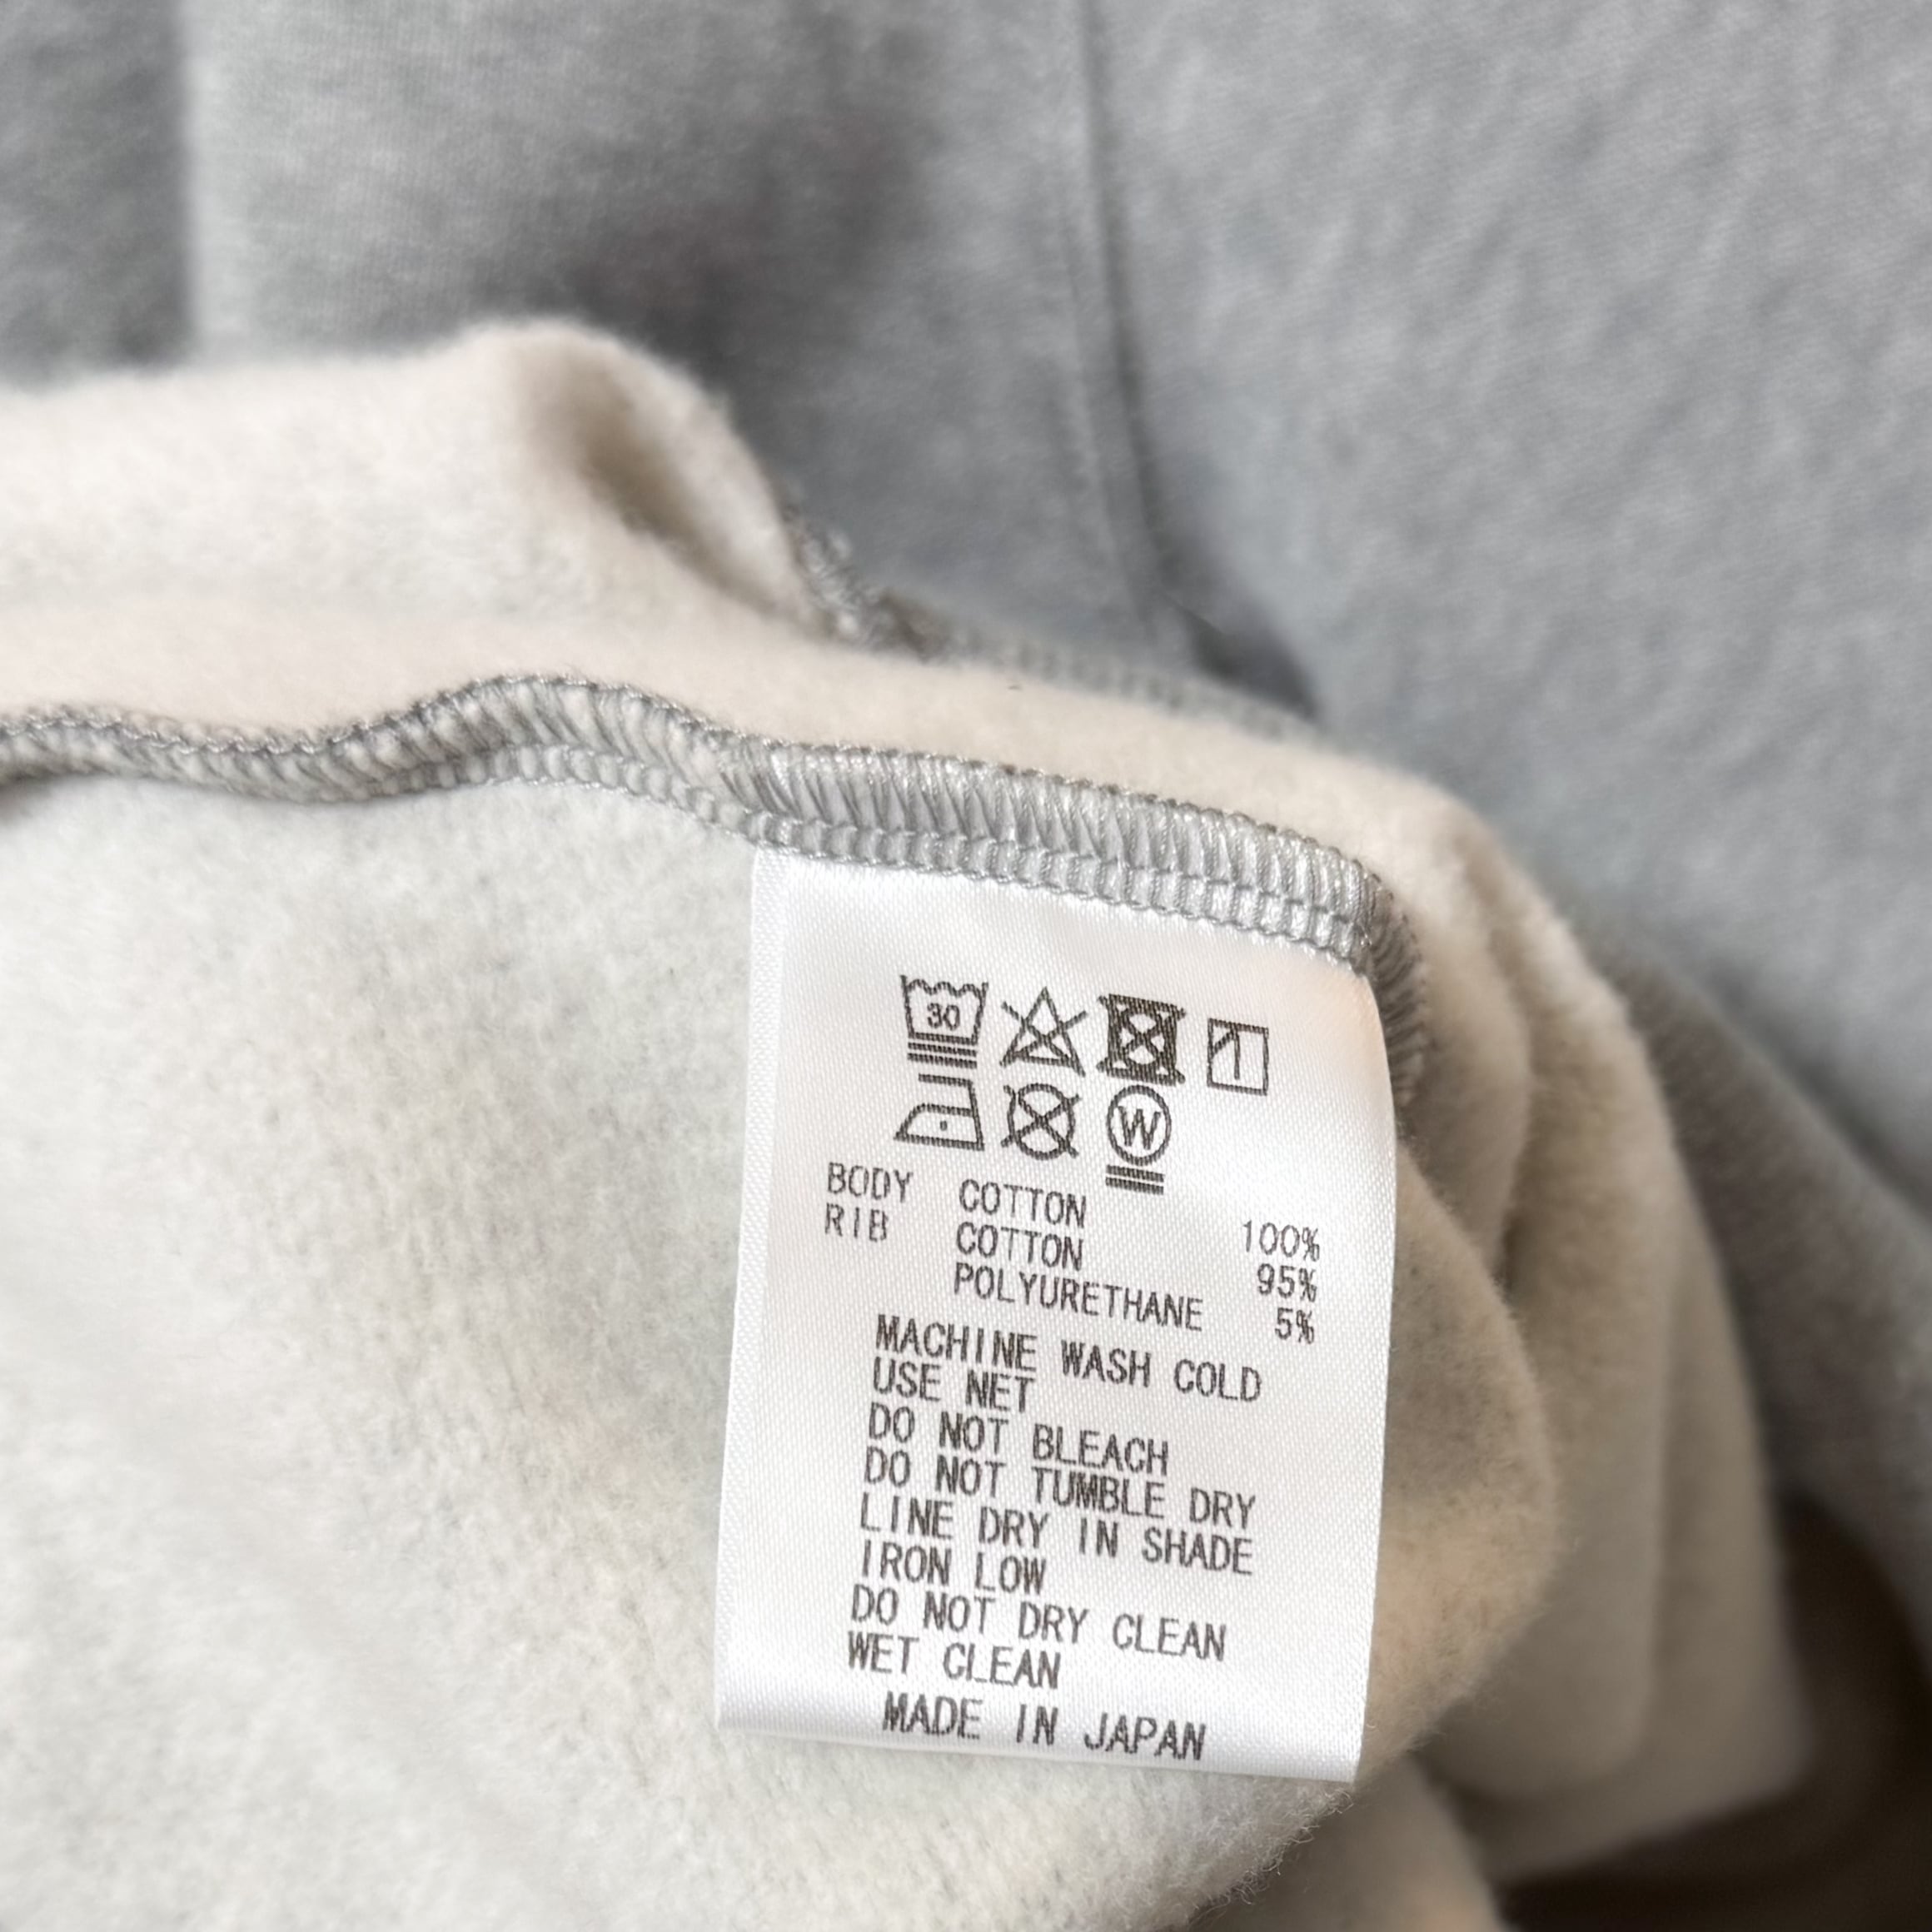 30
W
BODY COTTON 100%
RIB COTTON 95%
POLYURETHANE 5%
MACHINE WASH COLD
USE NET
DO NOT BLEACH
DO NOT TUMBLE DRY
LINE DRY IN SHADE
IRON LOW
DO NOT DRY CLEAN
WET CLEAN
MADE IN JAPAN